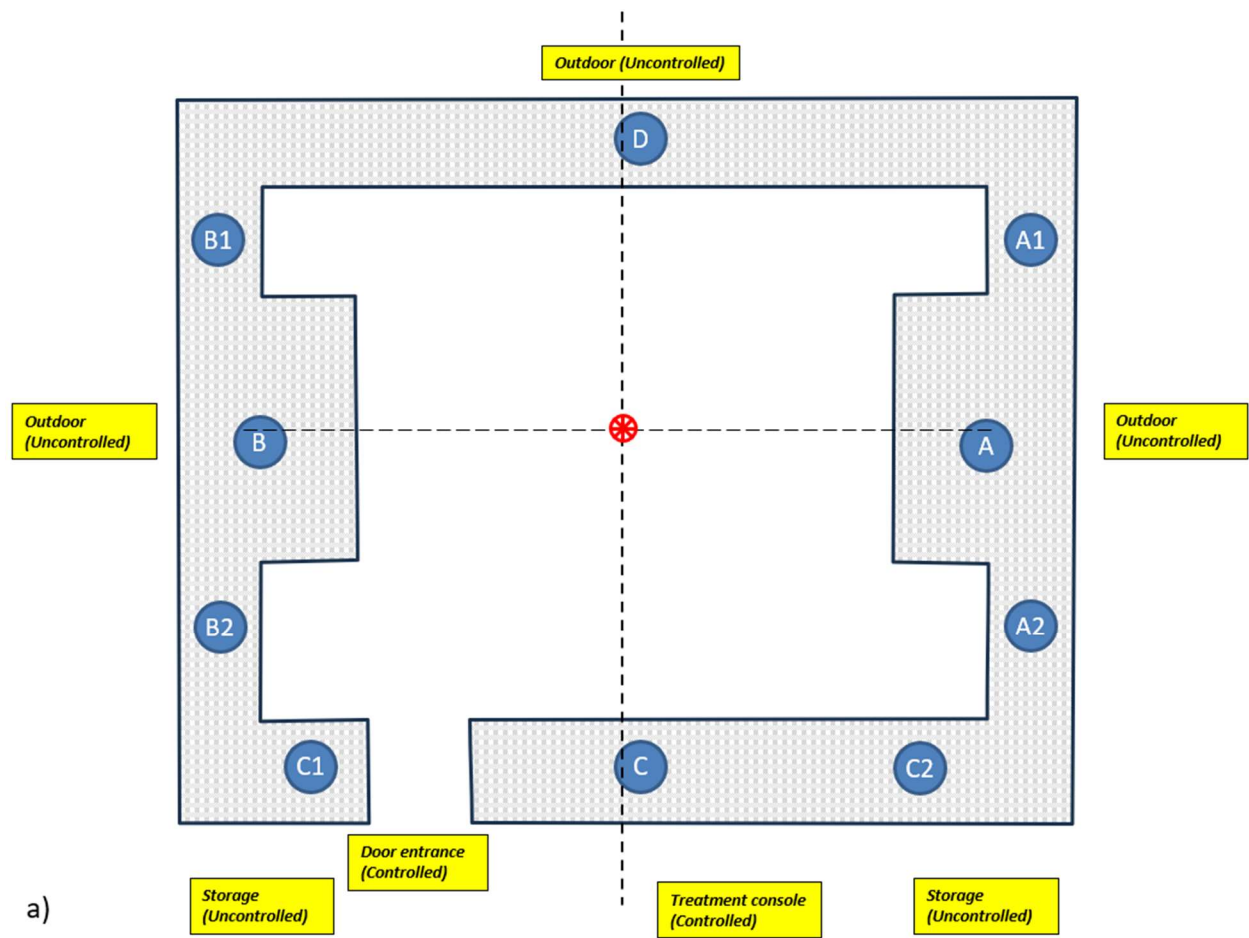 Outdoor (Uncontrolled)
D
B1
A1
Outdoor
(Uncontrolled)
B
A
Outdoor
(Uncontrolled)
B2
A2
C1
C
C2
Door entrance
(Controlled)
Storage
(Uncontrolled)
Treatment console
(Controlled)
Storage
(Uncontrolled)
a)